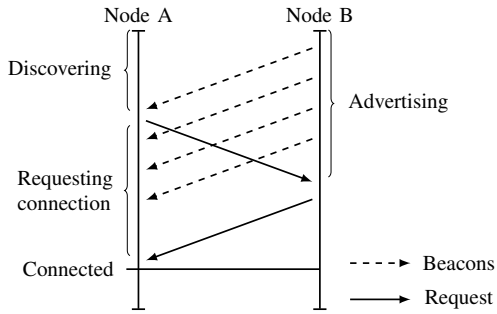 Node A
Node B
Discovering
Advertising
Requesting
connection
Connected
Beacons
Request